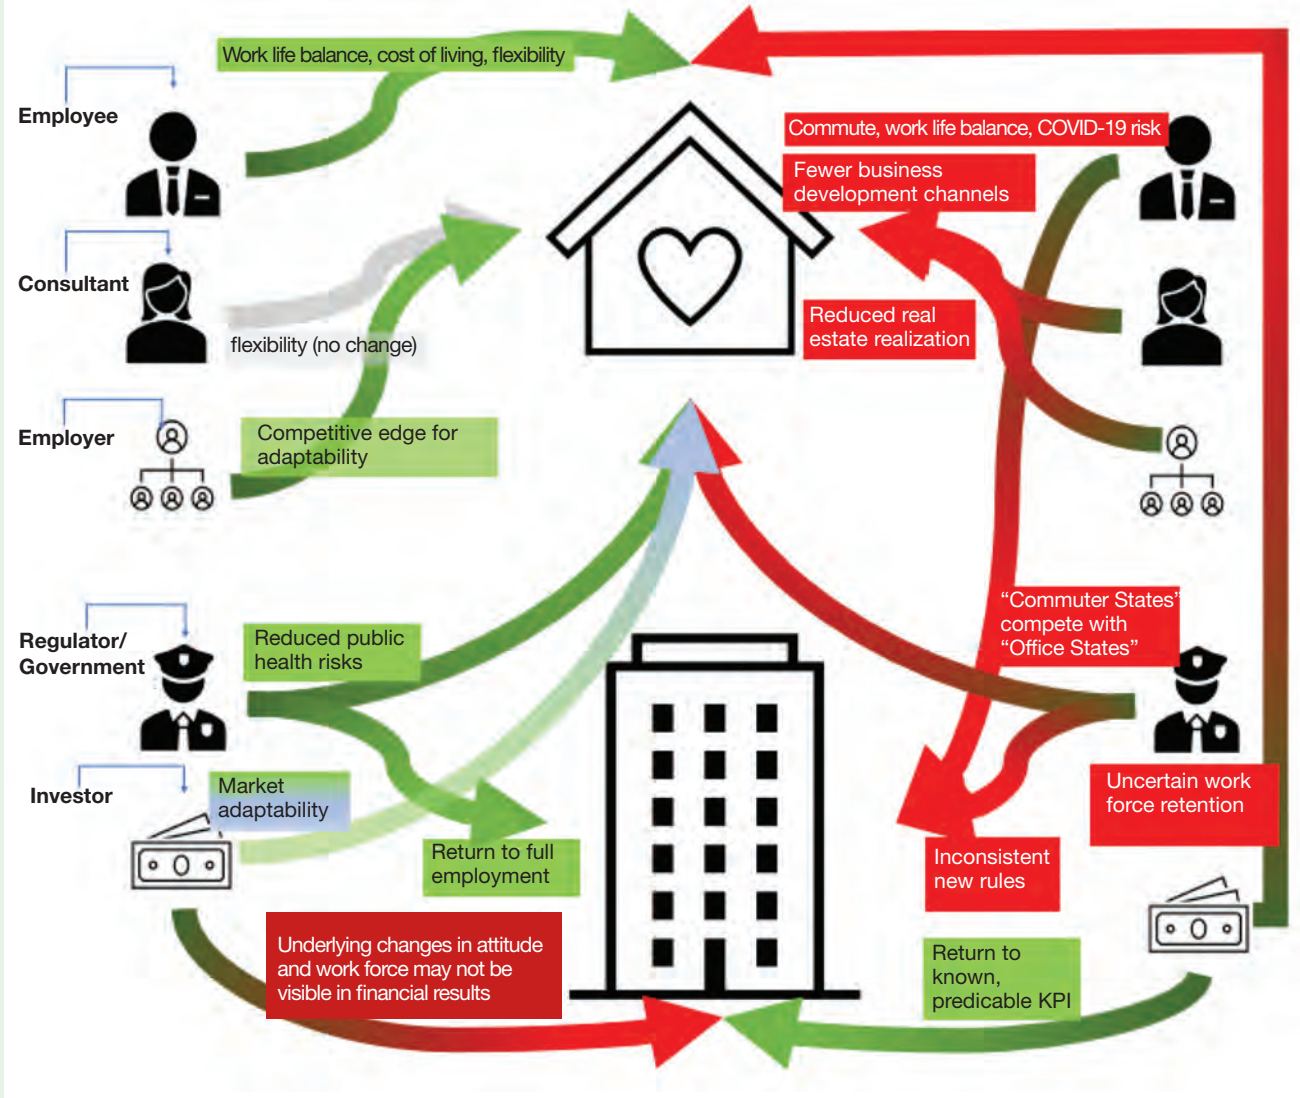 Work life balance, cost of living, flexibility
Employee
Commute, work life balance, COVID-19 risk
Fewer business
development channels
Consultant
flexibility (no change)
Reduced real
estate realization
Employer
Competitive edge for
adaptability
"Commuter States"
compete with
"Office States"
Regulator/
Government
Reduced public
health risks
Investor
Market
adaptability
Uncertain work
force retention
Return to full
employment
Inconsistent
new rules
Underlying changes in attitude
and work force may not be
visible in financial results
Return to
known,
predicable KPI